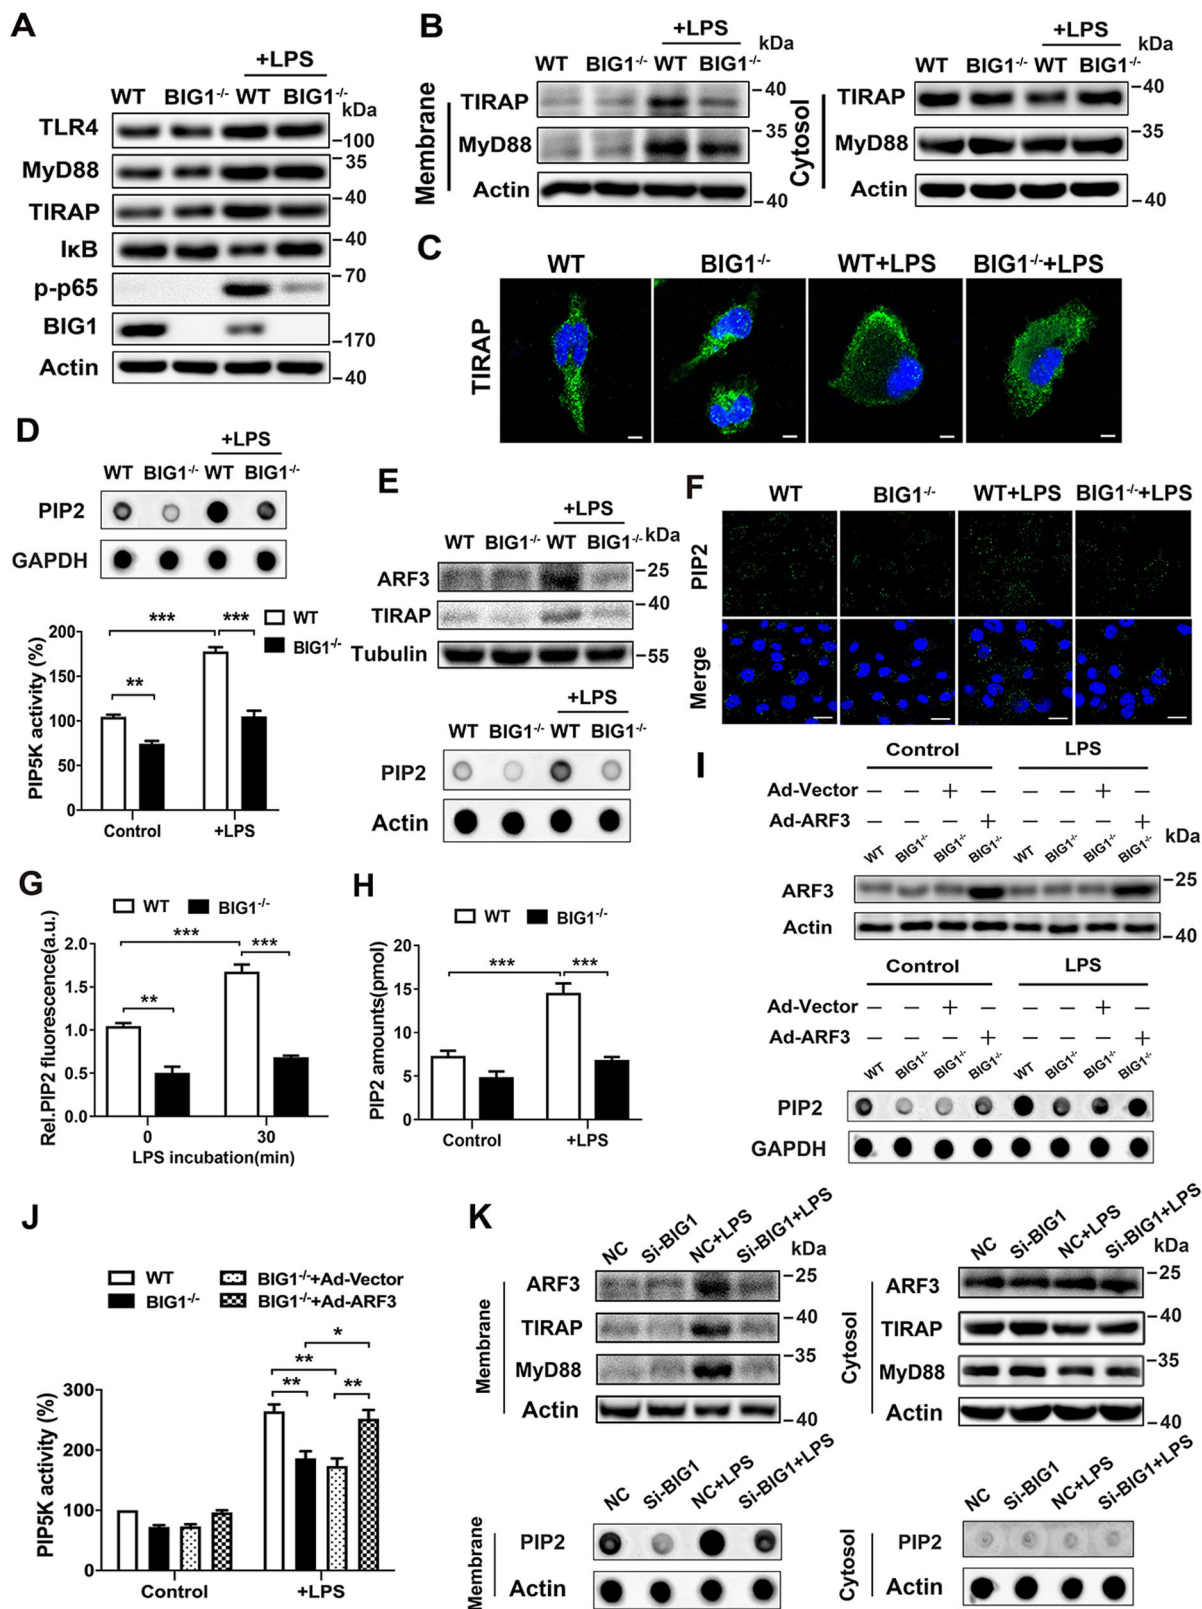 A
+LPS
WT BIG1-/- WT BIG1-/- kDa
TLR4 –100
MyD88 –35
TIRAP –40
IκB –40
p-p65 –70
BIG1 –170
Actin –40
B
+LPS
WT BIG1-/- WT BIG1-/- kDa
Membrane
TIRAP –40
MyD88 –35
Actin –40
+LPS
WT BIG1-/- WT BIG1-/- kDa
Cytosol
TIRAP –40
MyD88 –35
Actin –40
C
WT BIG1-/- WT+LPS BIG1-/-+LPS
TIRAP
D
+LPS
WT BIG1-/- WT BIG1-/-
PIP2
GAPDH
WT
BIG1-/-
*** ***
**
PIP5K activity (%)
200
150
100
50
0
Control +LPS
E
+LPS
WT BIG1-/- WT BIG1-/- kDa
ARF3 –25
TIRAP –40
Tubulin –55
+LPS
WT BIG1-/- WT BIG1-/-
PIP2
Actin
F
WT BIG1-/- WT+LPS BIG1-/-+LPS
PIP2
Merge
G
WT BIG1-/-
*** ***
**
Rel.PIP2 fluorescence(a.u.)
2.0
1.5
1.0
0.5
0.0
0 30
LPS incubation(min)
H
WT BIG1-/-
*** ***
PIP2 amounts(pmol)
20
15
10
5
0
Control +LPS
I
Control LPS
Ad-Vector – – + – – – + –
Ad-ARF3 – – – + – – – +
WT BIG1-/- BIG1-/- BIG1-/- WT BIG1-/- BIG1-/- BIG1-/- kDa
ARF3 –25
Actin –40
Control LPS
Ad-Vector – – + – – – + –
Ad-ARF3 – – – + – – – +
WT BIG1-/- BIG1-/- BIG1-/- WT BIG1-/- BIG1-/- BIG1-/-
PIP2
GAPDH
J
WT BIG1-/-+Ad-Vector
BIG1-/- BIG1-/-+Ad-ARF3
*
**
** **
PIP5K activity (%)
300
200
100
0
Control +LPS
K
NC Si-BIG1 NC+LPS Si-BIG1+LPS kDa
Membrane
ARF3 –25
TIRAP –40
MyD88 –35
Actin –40
NC Si-BIG1 NC+LPS Si-BIG1+LPS kDa
Cytosol
ARF3 –25
TIRAP –40
MyD88 –35
Actin –40
NC Si-BIG1 NC+LPS Si-BIG1+LPS
Membrane
PIP2
Actin
NC Si-BIG1 NC+LPS Si-BIG1+LPS
Cytosol
PIP2
Actin